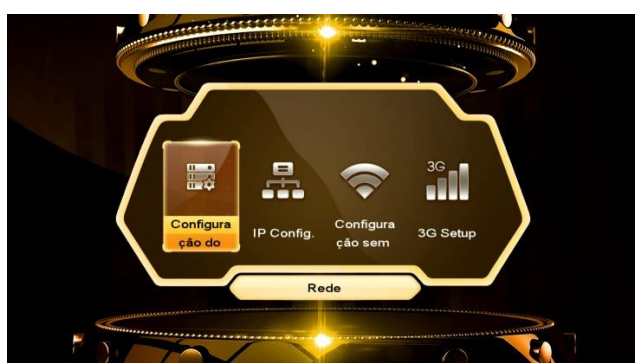 3G
Configura
ção do
IP Config.
Configura
ção sem
3G Setup
Rede